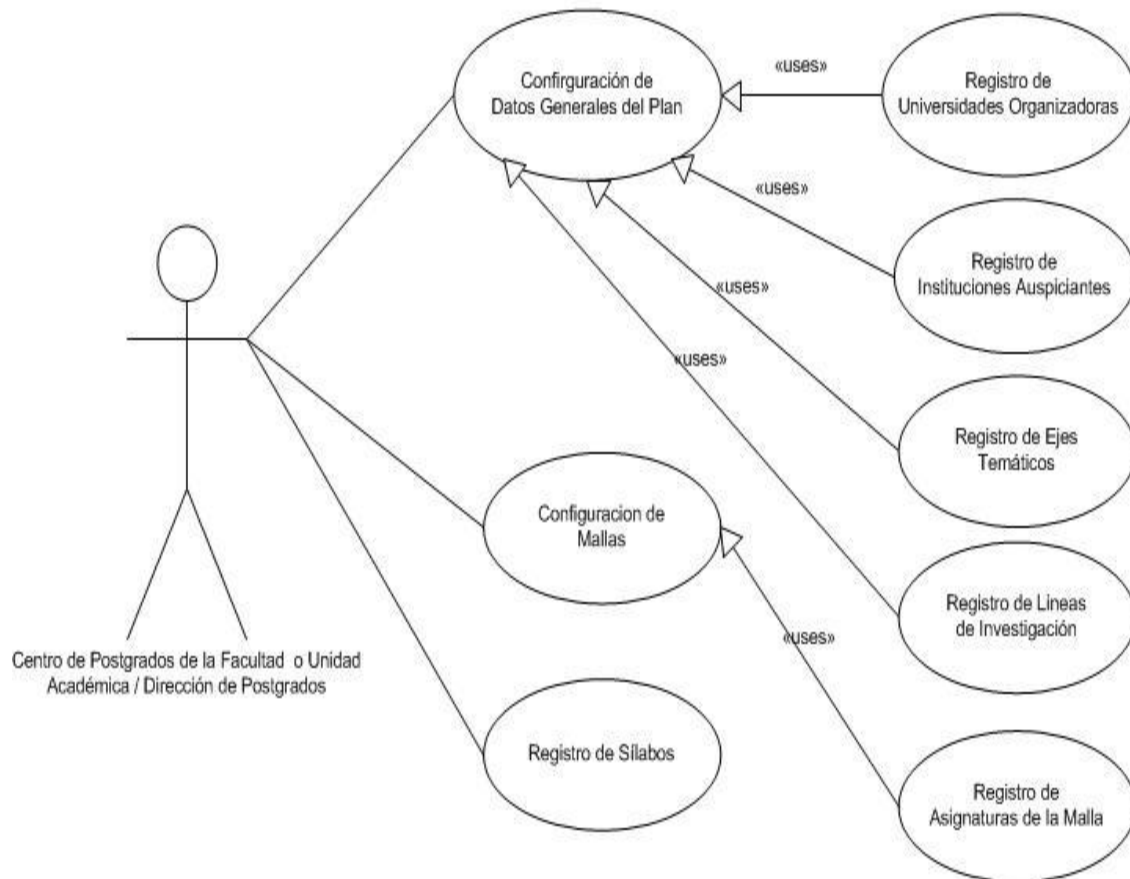 Confirguración de
Datos Generales del Plan
«uses»
Registro de
Universidades Organizadoras
«uses»
Registro de
Instituciones Auspiciantes
«uses»
Registro de Ejes
Temáticos
«uses»
Registro de Lineas
de Investigación
Configuracion de
Mallas
«uses»
Registro de
Asignaturas de la Malla
Registro de Sílabos
Centro de Postgrados de la Facultad o Unidad
Académica / Dirección de Postgrados